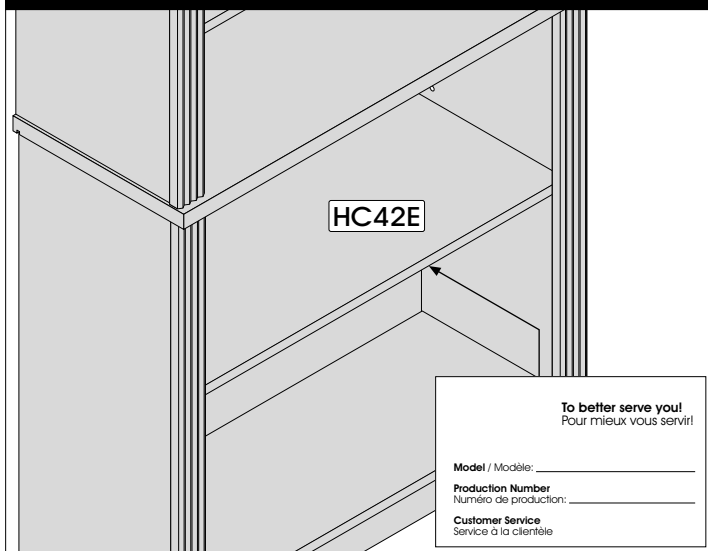 HC42E
To better serve you!
Pour mieux vous servir!
Model / Modèle:
Production Number
Numéro de production:
Customer Service
Service à la clientèle